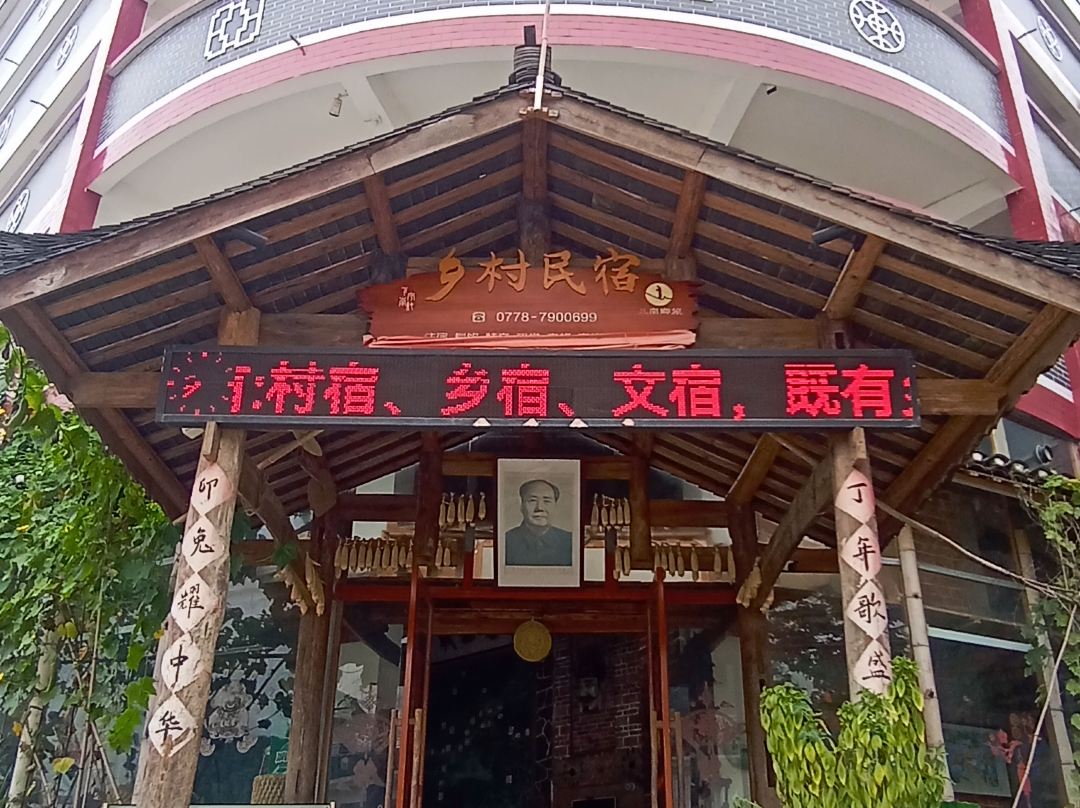 乡村民宿
☎ 0778-7900699
村宿、乡宿、文宿，既有
卯兔耀中华
丁年歌盛